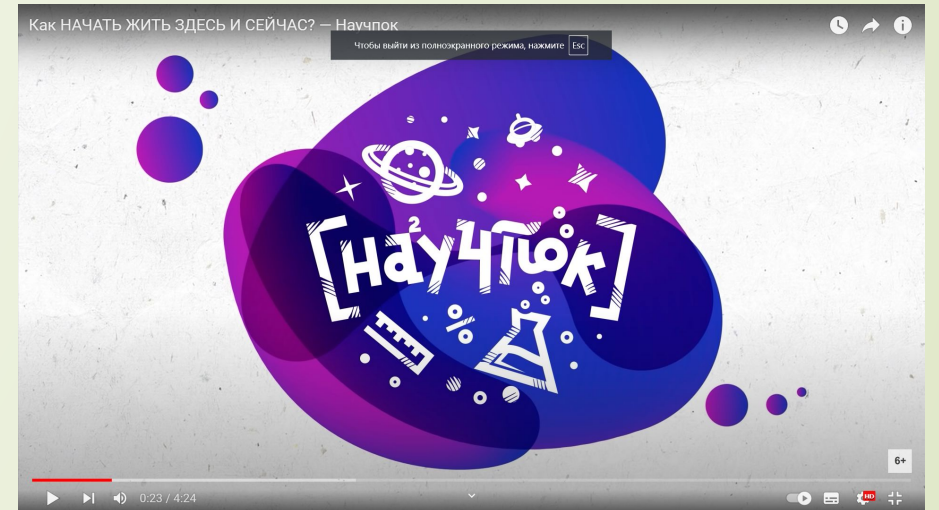 Как НАЧАТЬ ЖИТЬ ЗДЕСЬ И СЕЙЧАС? — Научпок
Чтобы выйти из полноэкранного режима, нажмите Esc
[Нау²Чпок]
%
6+
0:23 / 4:24
HD